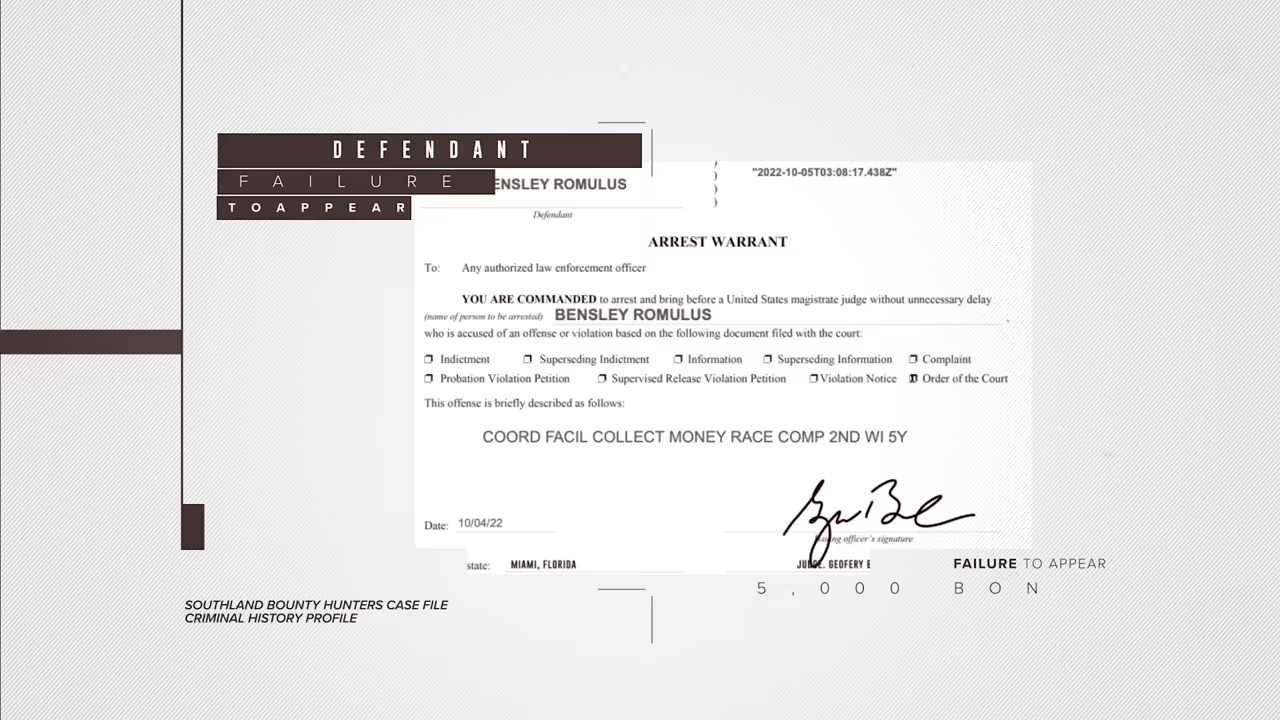 DEFENDANT
FAILURE
TO APPEAR
ENSLEY ROMULUS
"2022-10-05T03:08:17.438Z"
Defendant
ARREST WARRANT
To: Any authorized law enforcement officer
YOU ARE COMMANDED to arrest and bring before a United States magistrate judge without unnecessary delay
(name of person to be arrested) BENSLEY ROMULUS ,
who is accused of an offense or violation based on the following document filed with the court:
Indictment Superseding Indictment Information Superseding Information Complaint
Probation Violation Petition Supervised Release Violation Petition Violation Notice Order of the Court
This offense is briefly described as follows:
COORD FACIL COLLECT MONEY RACE COMP 2ND WI 5Y
Date: 10/04/22
officer's signature
state: MIAMI, FLORIDA
GEOFERY
FAILURE TO APPEAR
5,000 BON
SOUTHLAND BOUNTY HUNTERS CASE FILE
CRIMINAL HISTORY PROFILE